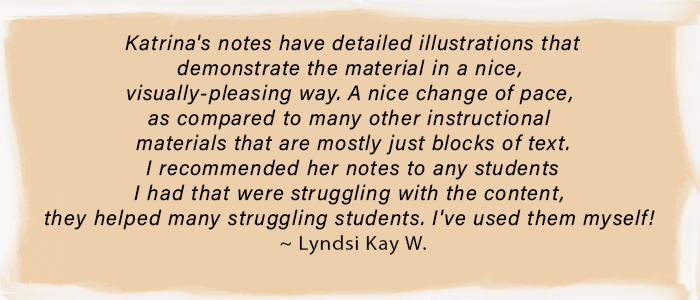 Katrina's notes have detailed illustrations that
demonstrate the material in a nice,
visually-pleasing way. A nice change of pace,
as compared to many other instructional
materials that are mostly just blocks of text.
I recommended her notes to any students
I had that were struggling with the content,
they helped many struggling students. I've used them myself!
~ Lyndsi Kay W.